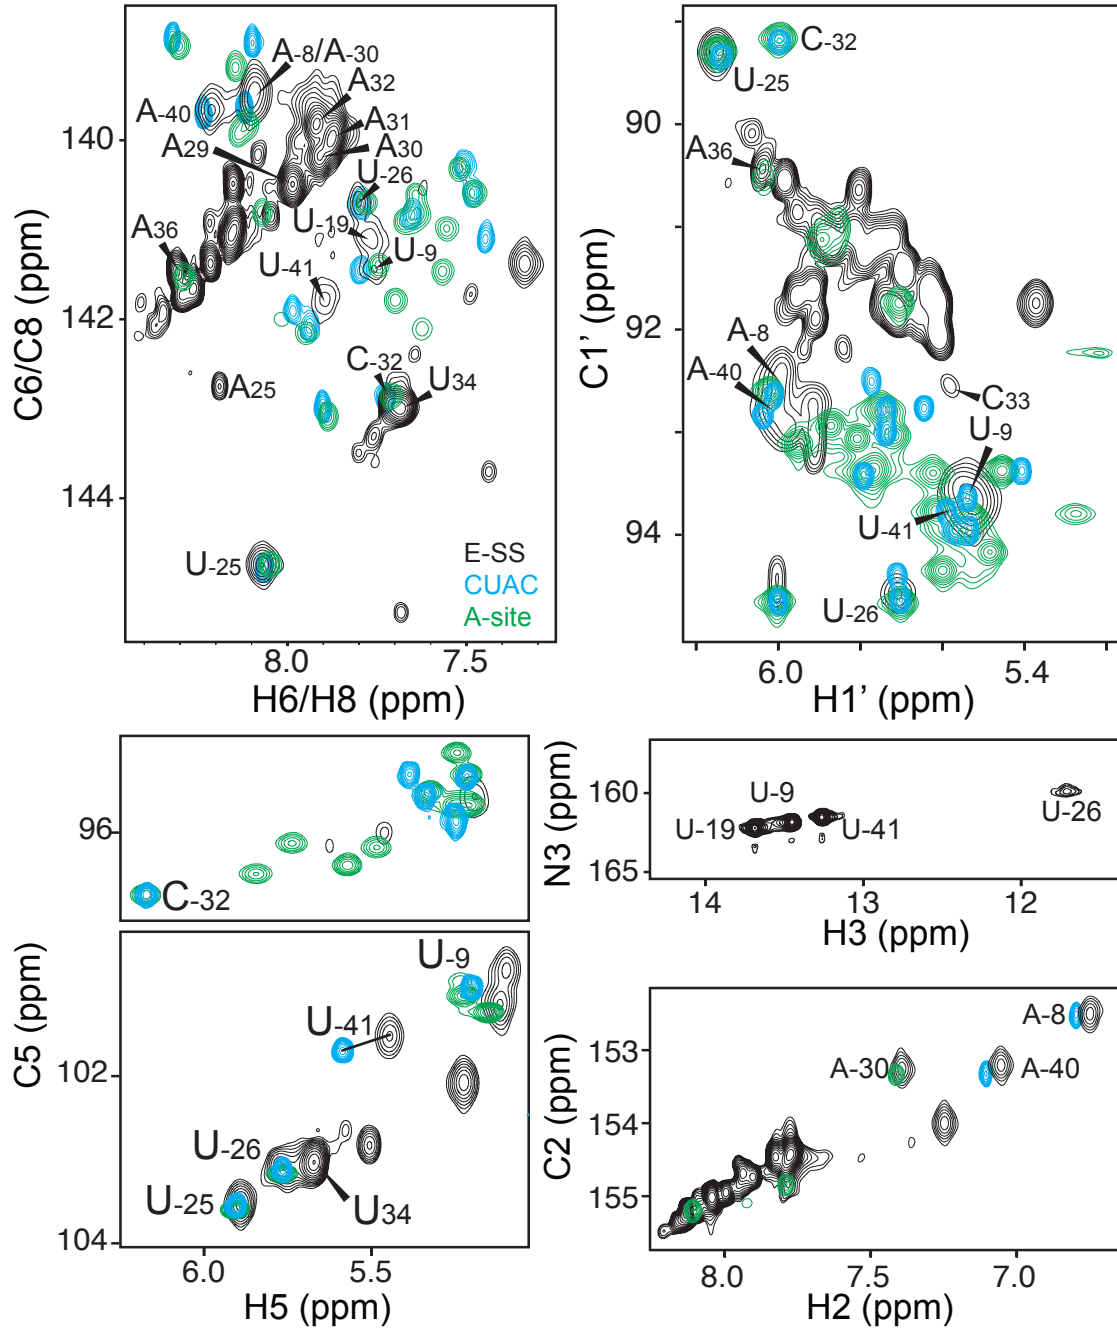 A-8/A-30
A32
A-40
A31
A29
A30
U-26
U-19
A36
U-9
U-41
C-32
U34
A25
U-25
E-SS
CUAC
A-site
140
142
144
C6/C8 (ppm)
8.0
7.5
H6/H8 (ppm)
C-32
U-25
A36
A-8
A-40
C33
U-9
U-41
U-26
90
92
94
C1’ (ppm)
6.0
5.4
H1’ (ppm)
96
C-32
U-9
U-41
U-26
U-25
U34
102
104
C5 (ppm)
6.0
5.5
H5 (ppm)
U-9
U-19
U-41
U-26
160
165
N3 (ppm)
14
13
12
H3 (ppm)
A-8
A-30
A-40
153
154
155
C2 (ppm)
8.0
7.5
7.0
H2 (ppm)